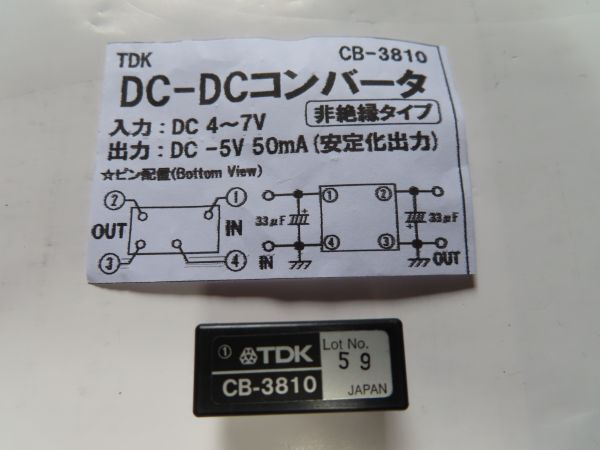 TDK
CB-3810
DC-DCコンバータ
入力：DC 4～7V
非絶縁タイプ
出力：DC -5V 50mA (安定化出力)
☆ピン配置(Bottom View)
② ①
OUT IN
③ ④
33μF + ① ② 33μF +
④ ③
IN OUT
① TDK
Lot No.
59
CB-3810
JAPAN